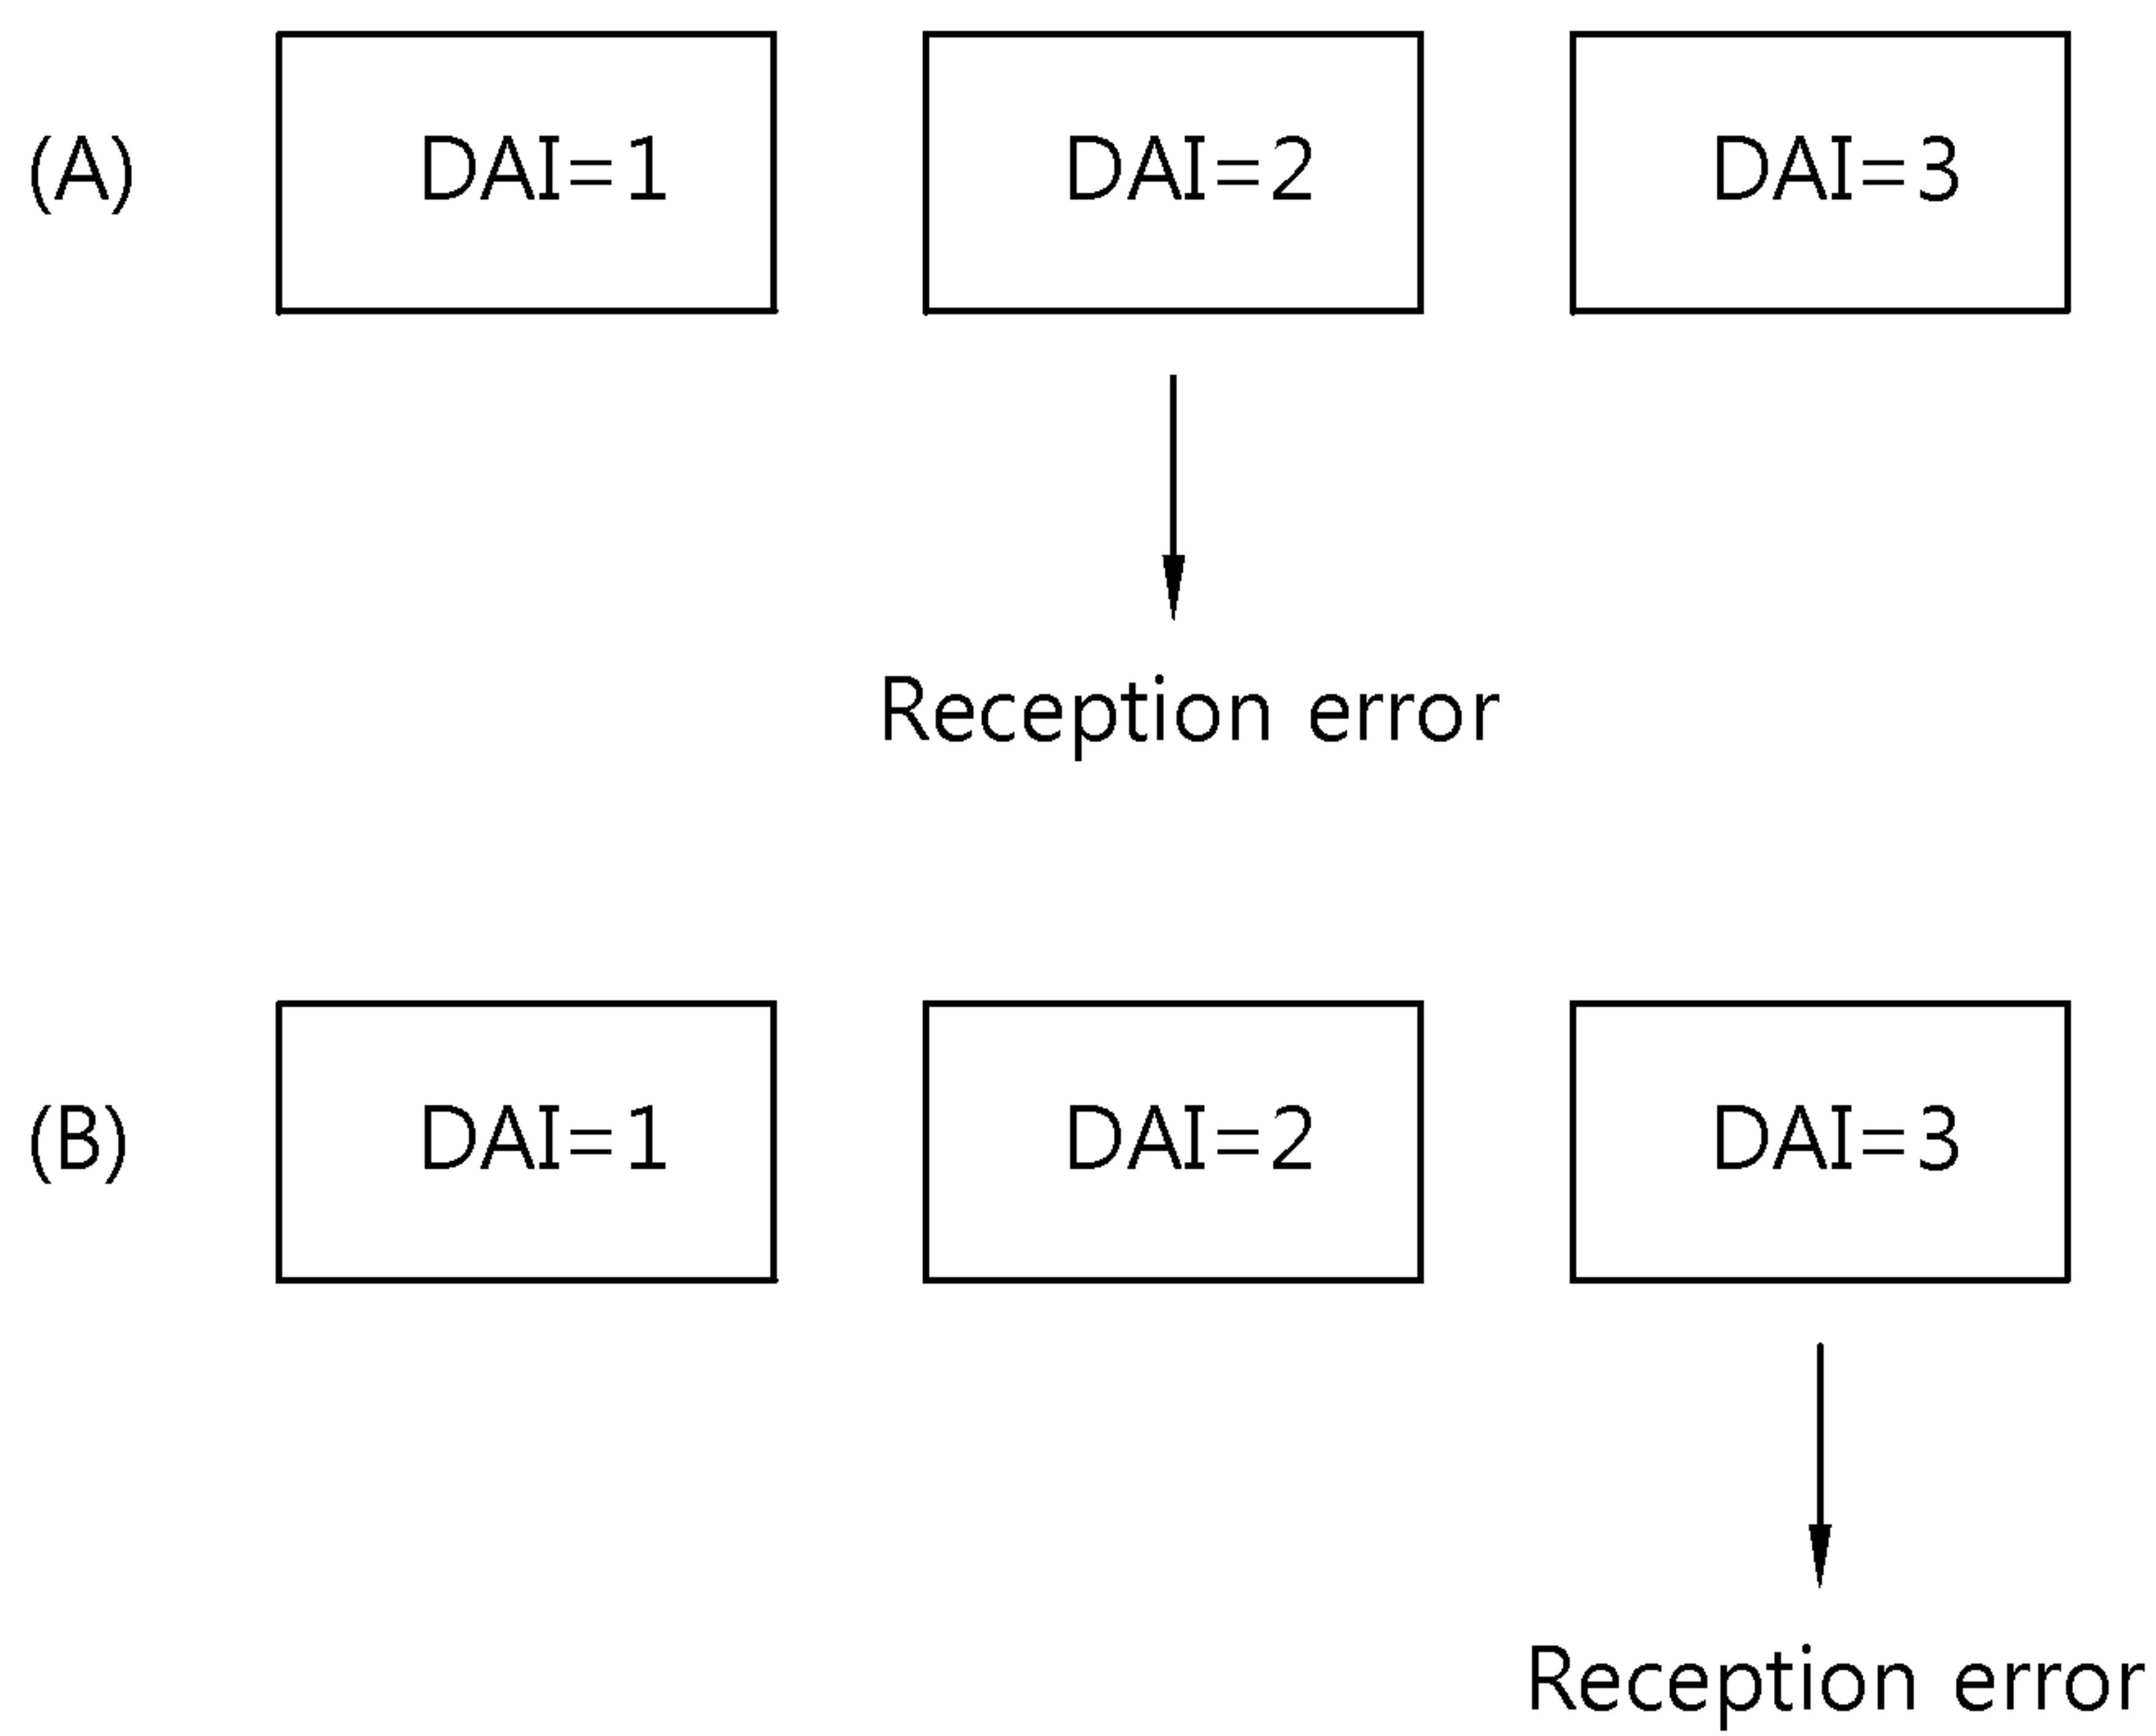 (A) DAI=1 DAI=2 DAI=3
Reception error
(B) DAI=1 DAI=2 DAI=3
Reception error